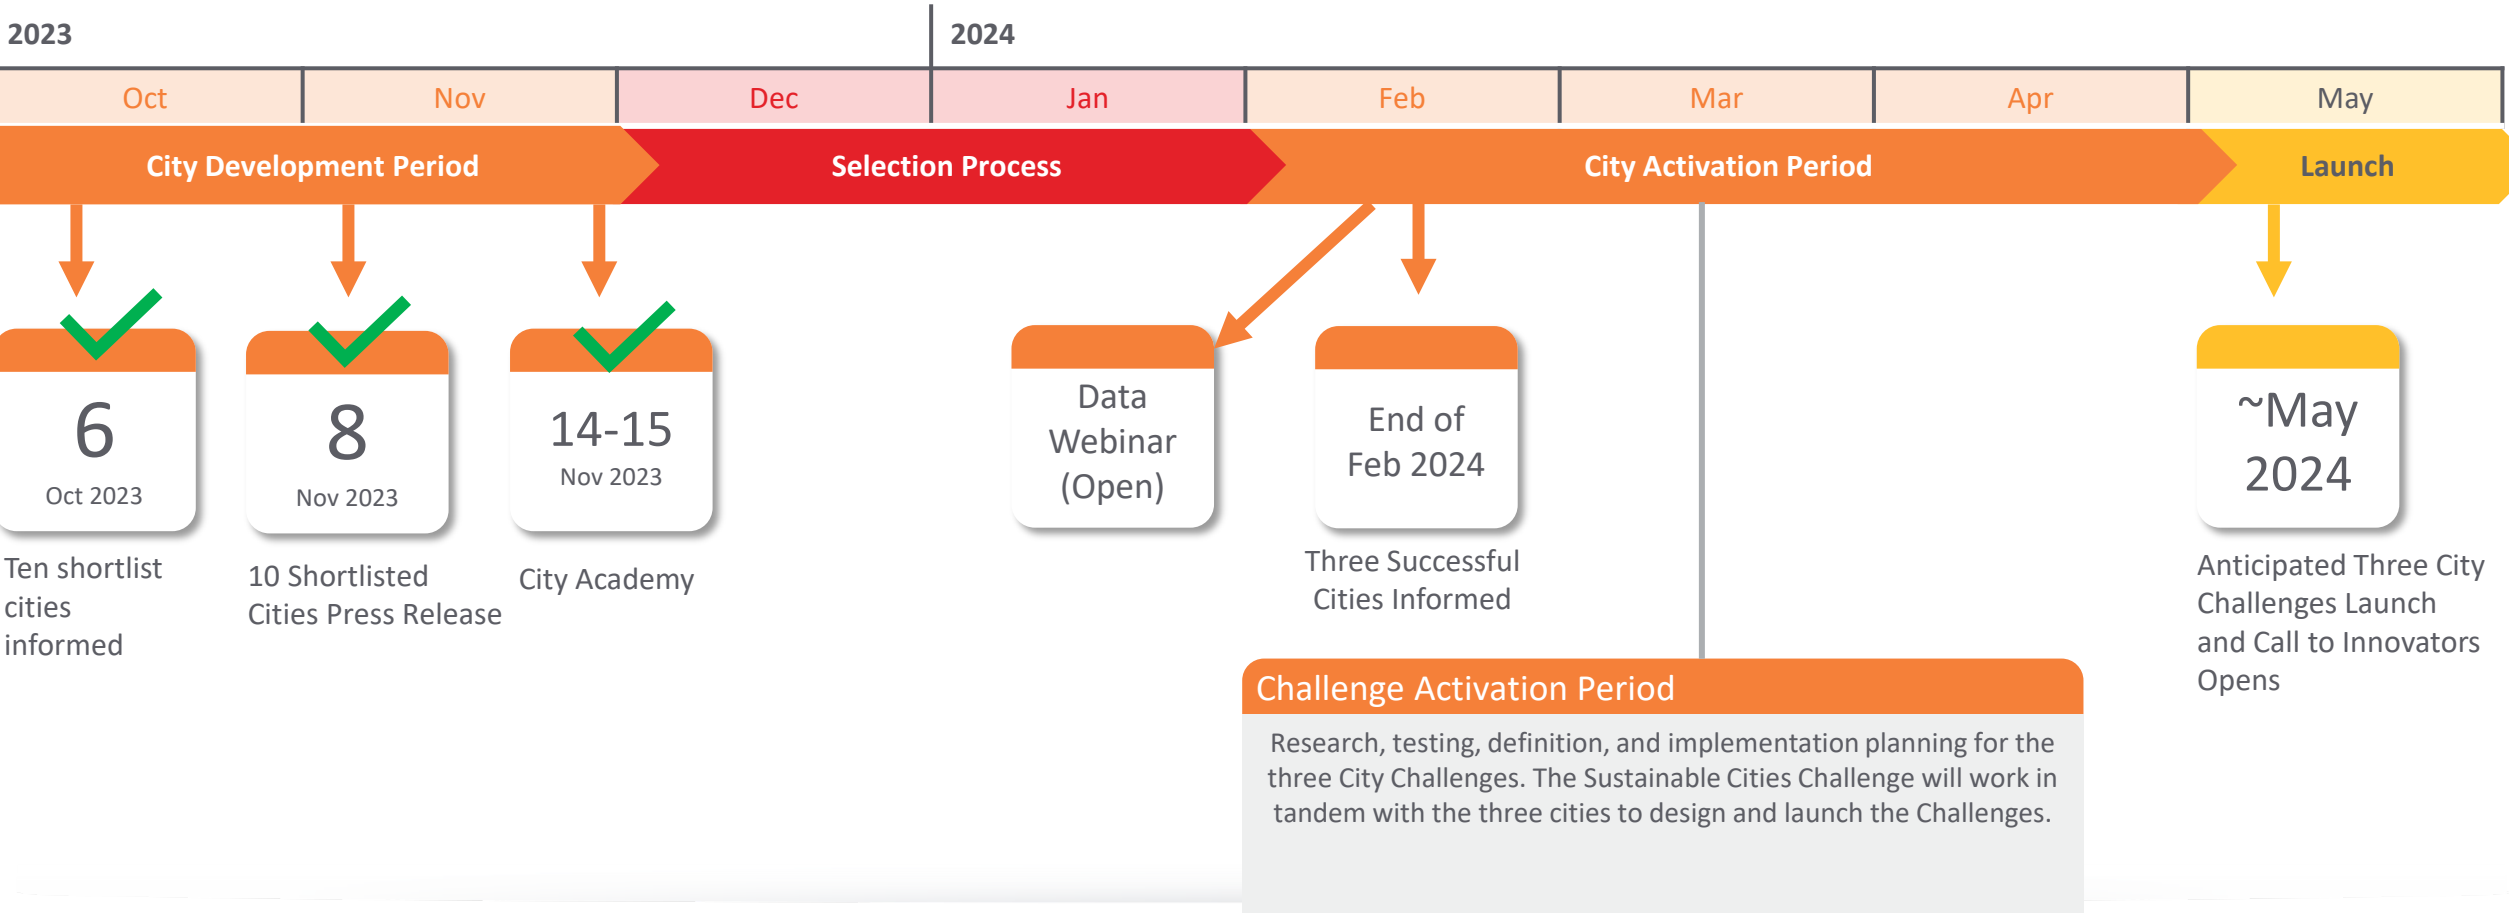 2023
2024
Oct
Nov
Dec
Jan
Feb
Mar
Apr
May
City Development Period
Selection Process
City Activation Period
Launch
6
Oct 2023
8
Nov 2023
14-15
Nov 2023
Data
Webinar
(Open)
End of
Feb 2024
~May
2024
Ten shortlist
cities
informed
10 Shortlisted
Cities Press Release
City Academy
Three Successful
Cities Informed
Anticipated Three City
Challenges Launch
and Call to Innovators
Opens
Challenge Activation Period
Research, testing, definition, and implementation planning for the
three City Challenges. The Sustainable Cities Challenge will work in
tandem with the three cities to design and launch the Challenges.